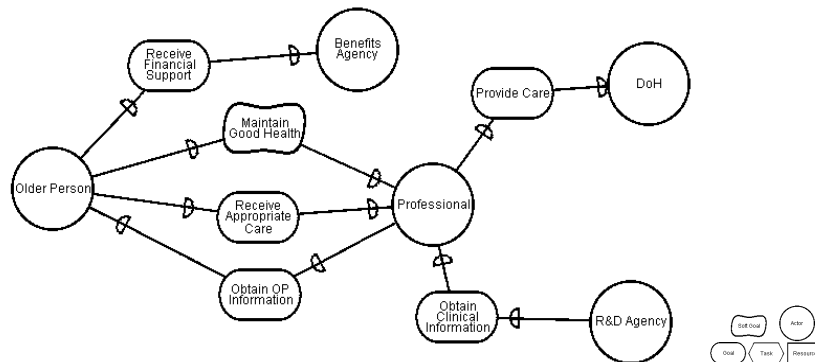 Receive
Financial
Support
Benefits
Agency
Maintain
Good Health
Provide Care
DoH
Older Person
Receive
Appropriate
Care
Professional
Obtain OP
Information
Obtain
Clinical
Information
R&D Agency
Soft Goal
Actor
Goal
Task